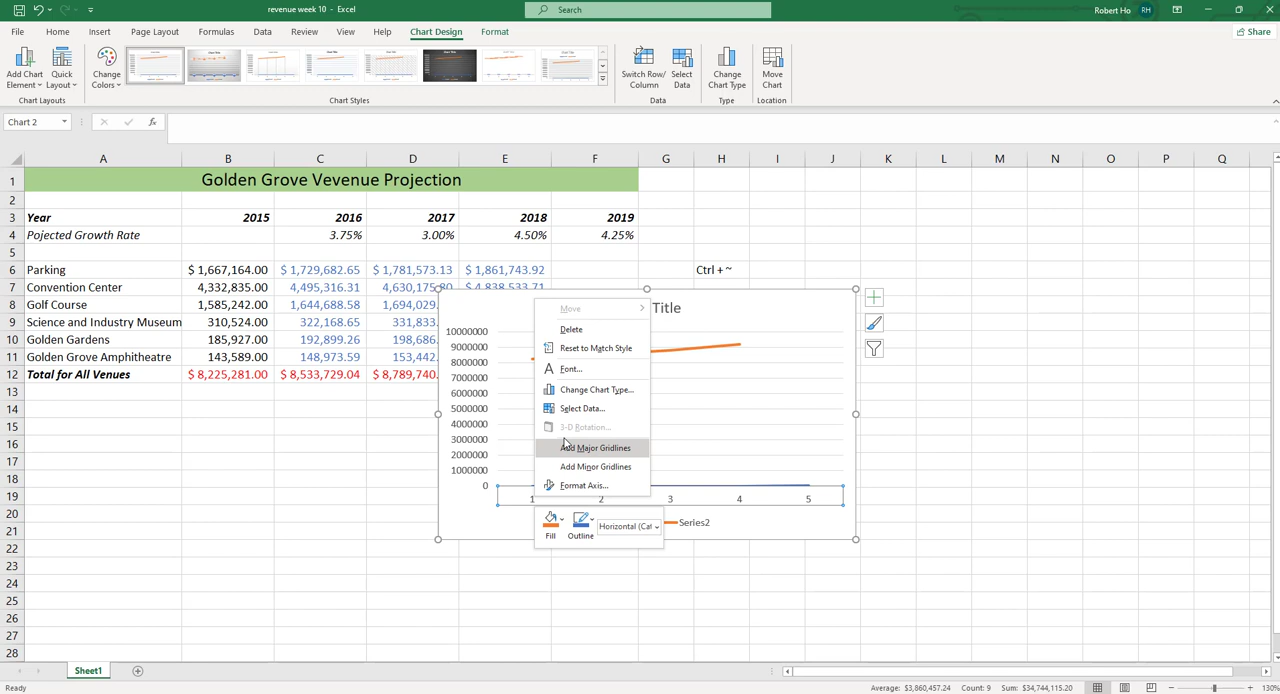 revenue week 10 - Excel
Search
Robert Ho RH
File Home Insert Page Layout Formulas Data Review View Help Chart Design Format
Share
Add Chart Element
Quick Layout
Chart Layouts
Change Colors
Chart Styles
Switch Row/ Column
Select Data
Data
Change Chart Type
Type
Move Chart
Location
Chart 2
fx
A B C D E F G H I J K L M N O P Q
1 Golden Grove Vevenue Projection
2
3 Year 2015 2016 2017 2018 2019
4 Pojected Growth Rate 3.75% 3.00% 4.50% 4.25%
5
6 Parking $ 1,667,164.00 $ 1,729,682.65 $ 1,781,573.13 $ 1,861,743.92 Ctrl + ~
7 Convention Center 4,332,835.00 4,495,316.31 4,630,175.80 4,838,533.71
8 Golf Course 1,585,242.00 1,644,688.58 1,694,029.
9 Science and Industry Museum 310,524.00 322,168.65 331,833.
10 Golden Gardens 185,927.00 192,899.26 198,686.
11 Golden Grove Amphitheatre 143,589.00 148,973.59 153,442.
12 Total for All Venues $ 8,225,281.00 $ 8,533,729.04 $ 8,789,740.
13
14
15
16
17
18
19
20
21
22
23
24
25
26
27
28
Title
10000000
9000000
8000000
7000000
6000000
5000000
4000000
3000000
2000000
1000000
0
1 2 3 4 5
Series2
Move
Delete
Reset to Match Style
Font...
Change Chart Type...
Select Data...
3-D Rotation...
Add Major Gridlines
Add Minor Gridlines
Format Axis...
Fill
Outline
Horizontal (Cat
Sheet1
Ready
Average: $3,860,457.24 Count: 9 Sum: $34,744,115.20
130%